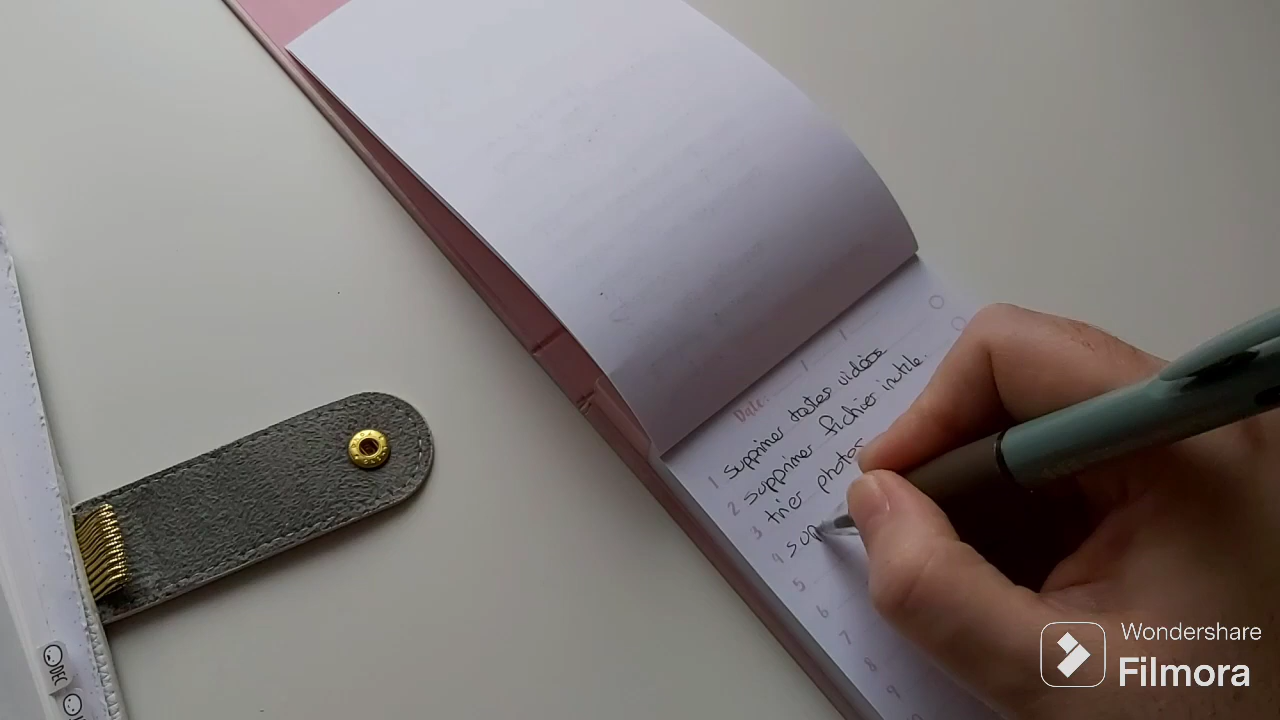 Date: / /
1 supprimer toutes vidéos
2 supprimer fichier inutile.
3 trier photos
4 sup
5
6
7
8
9
DEC
Wondershare
Filmora